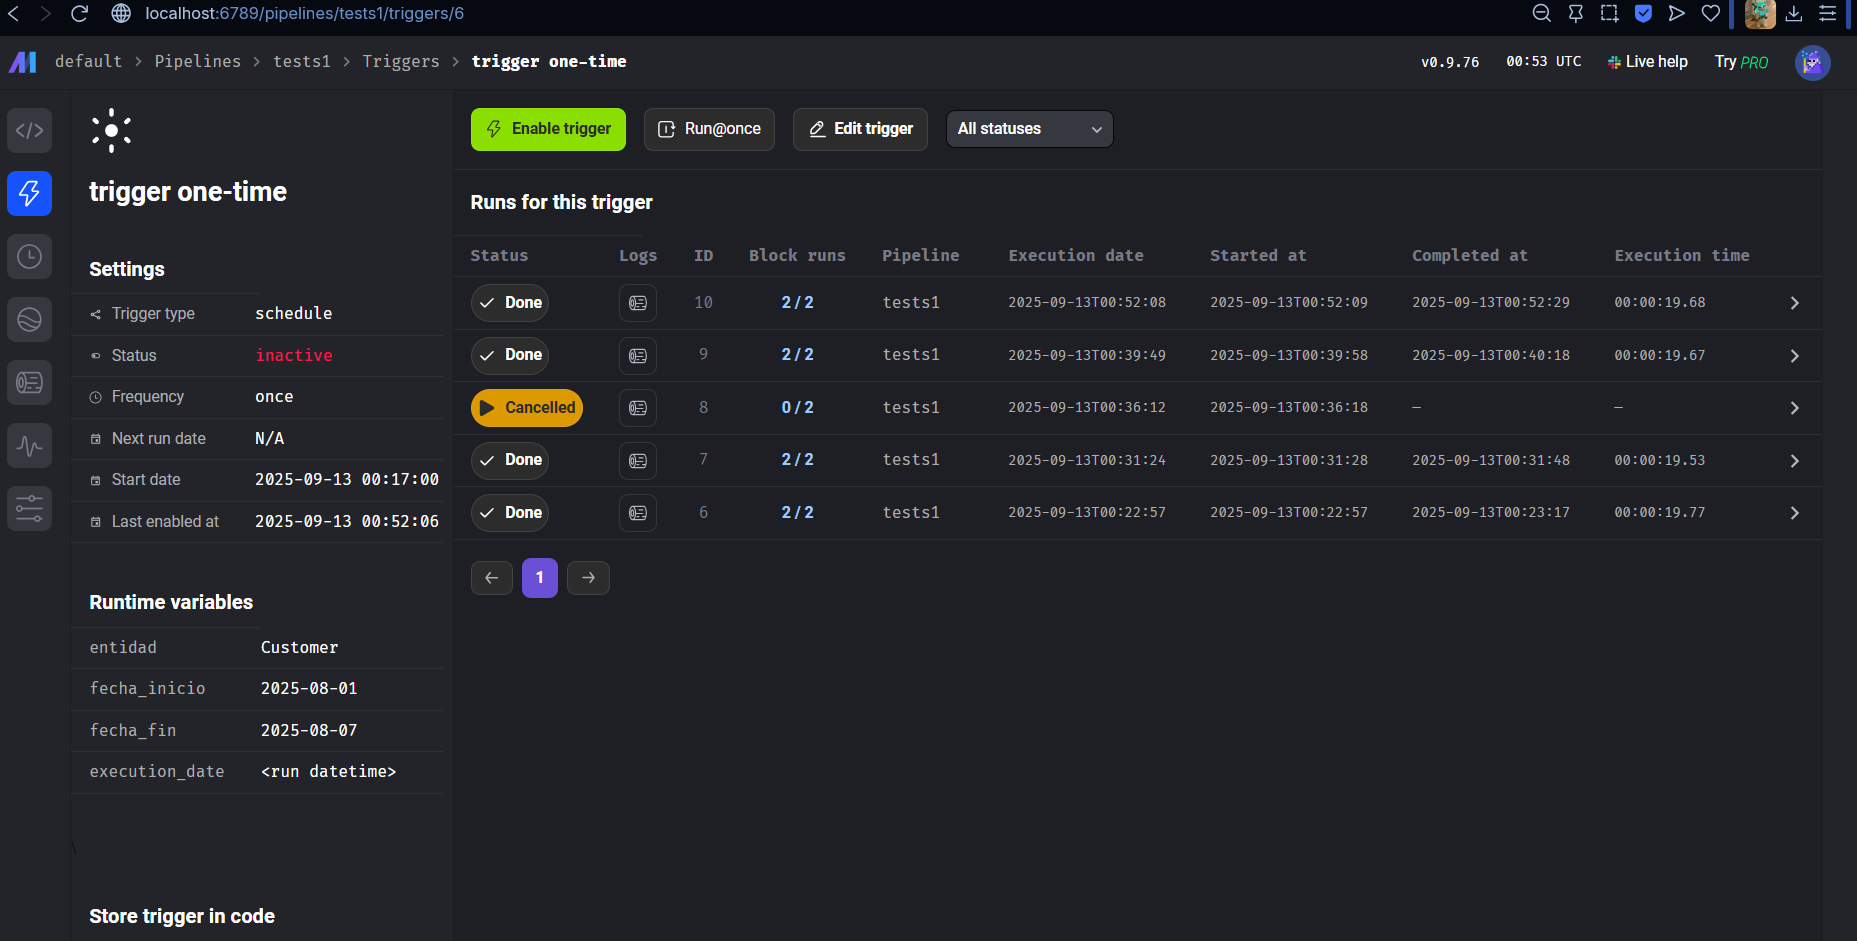 localhost:6789/pipelines/tests1/triggers/6
default > Pipelines > tests1 > Triggers > trigger one-time
v0.9.76 00:53 UTC Live help Try PRO
trigger one-time
Settings
Trigger type schedule
Status inactive
Frequency once
Next run date N/A
Start date 2025-09-13 00:17:00
Last enabled at 2025-09-13 00:52:06
Runtime variables
entidad Customer
fecha_inicio 2025-08-01
fecha_fin 2025-08-07
execution_date <run datetime>
Store trigger in code
Enable trigger Run@once Edit trigger All statuses
Runs for this trigger
Status Logs ID Block runs Pipeline Execution date Started at Completed at Execution time
Done 10 2/2 tests1 2025-09-13T00:52:08 2025-09-13T00:52:09 2025-09-13T00:52:29 00:00:19.68
Done 9 2/2 tests1 2025-09-13T00:39:49 2025-09-13T00:39:58 2025-09-13T00:40:18 00:00:19.67
Cancelled 8 0/2 tests1 2025-09-13T00:36:12 2025-09-13T00:36:18 — —
Done 7 2/2 tests1 2025-09-13T00:31:24 2025-09-13T00:31:28 2025-09-13T00:31:48 00:00:19.53
Done 6 2/2 tests1 2025-09-13T00:22:57 2025-09-13T00:22:57 2025-09-13T00:23:17 00:00:19.77
1